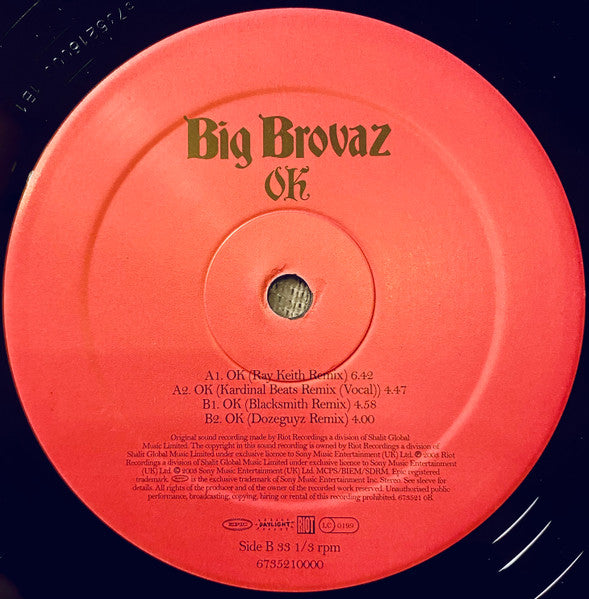 Big Brovaz
OK
A1. OK (Ray Keith Remix) 6.42
A2. OK (Kardinal Beats Remix (Vocal)) 4.47
B1. OK (Blacksmith Remix) 4.58
B2. OK (Dozeguyz Remix) 4.00
Original sound recording made by Riot Recordings a division of Shalit Global
Music Limited. The copyright in this sound recording is owned by Riot Recordings a division of
Shalit Global Music Limited under exclusive licence to Sony Music Entertainment (UK) Ltd. ℗ 2003 Riot
Recordings a division of Shalit Global Music Limited under exclusive licence to Sony Music Entertainment
(UK) Ltd. © 2003 Sony Music Entertainment (UK) Ltd. MCPS/BIEM/SDRM. Epic registered
trademark. epic is the exclusive trademark of Sony Music Entertainment Inc. Stereo. See sleeve for
details. All rights of the producer and of the owner of the recorded work reserved. Unauthorised public
performance, broadcasting, copying, hiring or rental of this recording prohibited. 673521 0K
epic DAYLIGHT RIOT LC 0199
Side B 33 1/3 rpm
6735210000